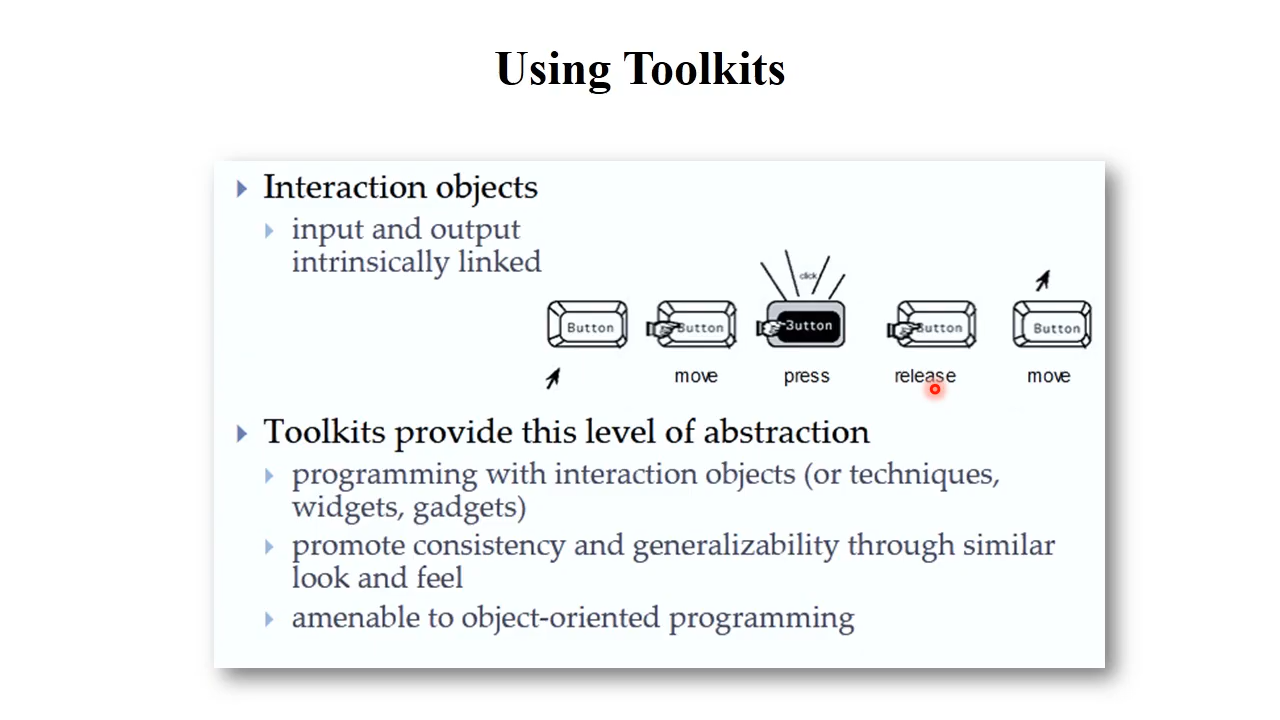 Using Toolkits
Interaction objects
input and output
intrinsically linked
click
Button
Button
Button
Button
Button
move
press
release
move
Toolkits provide this level of abstraction
programming with interaction objects (or techniques,
widgets, gadgets)
promote consistency and generalizability through similar
look and feel
amenable to object-oriented programming